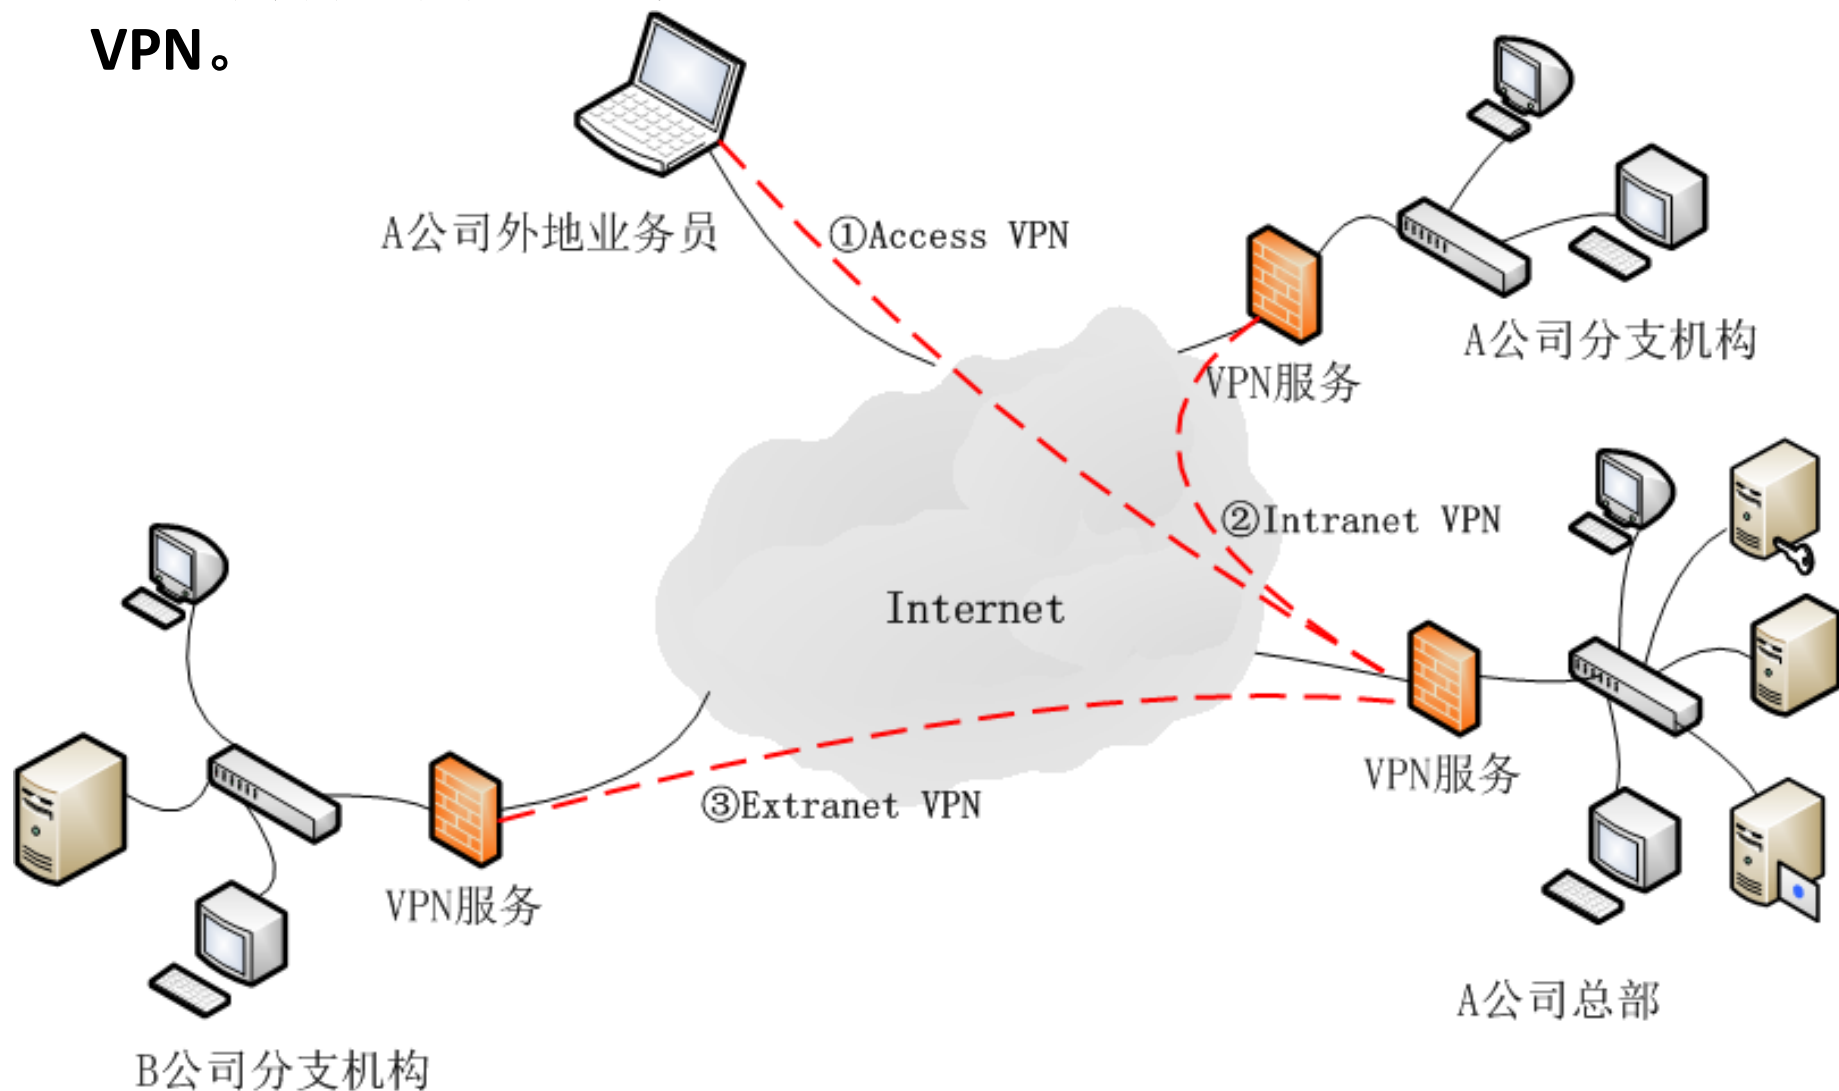 VPN。
A公司外地业务员
①Access VPN
A公司分支机构
VPN服务
②Intranet VPN
Internet
VPN服务
③Extranet VPN
VPN服务
A公司总部
B公司分支机构